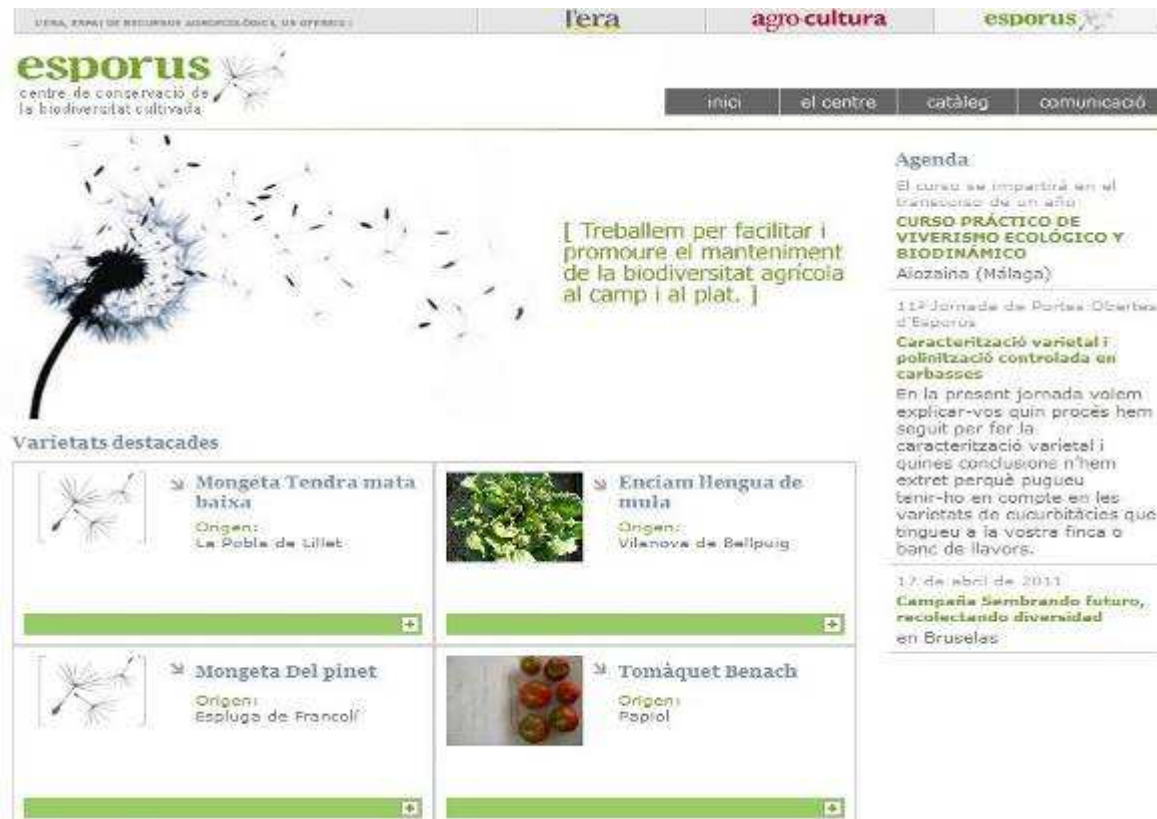 L'ERA, ESPAI DE RECURSOS AGROECOLÒGICS, US OFEREIX :
l'era
agro·cultura
esporus
esporus
centre de conservació de
la biodiversitat cultivada
inici
el centre
catàleg
comunicació
[ Treballem per facilitar i
promoure el manteniment
de la biodiversitat agrícola
al camp i al plat. ]
Varietats destacades
Mongeta Tendra mata
baixa
Origen:
La Pobla de Lillet
Enciam llengua de
mula
Origen:
Vilanova de Bellpuig
Mongeta Del pinet
Origen:
Espluga de Francolí
Tomàquet Benach
Origen:
Papiol
Agenda
El curso se impartirá en el
transcorso de un año
CURSO PRÁCTICO DE
VIVERISMO ECOLÓGICO Y
BIODINÁMICO
Alozaina (Málaga)
11ª Jornada de Portes Obertes
d'Esporus
Caracterització varietal i
pol·linització controlada en
carbasses
En la present jornada volem
explicar-vos quin procès hem
seguit per fer la
caracterització varietal i
quines conclusions n'hem
extret perquè pugueu
tenir-ho en compte en les
varietats de cucurbitàcies que
tingueu a la vostra finca o
banc de llavors.
17 de abril de 2011
Campaña Sembrando futuro,
recolectando diversidad
en Bruselas